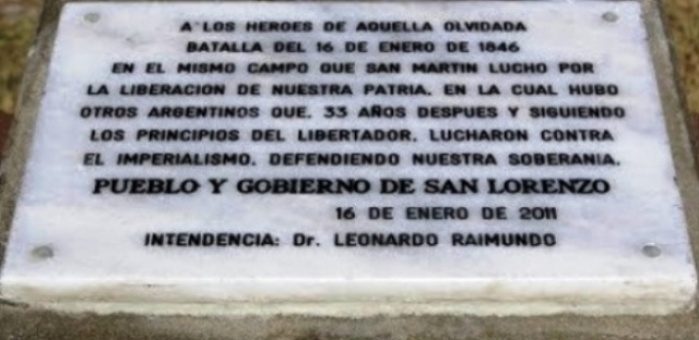 A LOS HEROES DE AQUELLA OLVIDADA
BATALLA DEL 16 DE ENERO DE 1846
EN EL MISMO CAMPO QUE SAN MARTIN LUCHO POR
LA LIBERACION DE NUESTRA PATRIA, EN LA CUAL HUBO
OTROS ARGENTINOS QUE, 33 AÑOS DESPUES Y SIGUIENDO
LOS PRINCIPIOS DEL LIBERTADOR, LUCHARON CONTRA
EL IMPERIALISMO, DEFENDIENDO NUESTRA SOBERANIA.
PUEBLO Y GOBIERNO DE SAN LORENZO
16 DE ENERO DE 2011
INTENDENCIA: Dr. LEONARDO RAIMUNDO